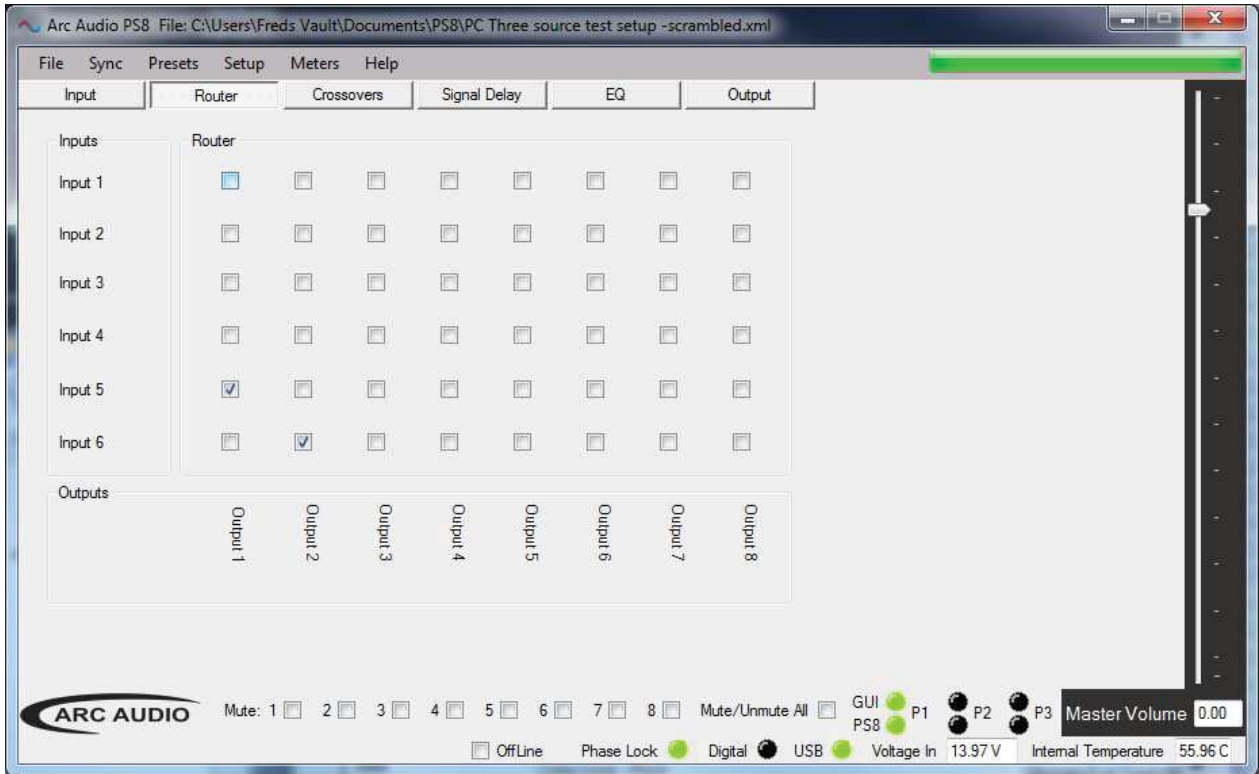 Arc Audio PS8 File: C:\Users\Freds Vault\Documents\PS8\PC Three source test setup -scrambled.xml
File Sync Presets Setup Meters Help
Input Router Crossovers Signal Delay EQ Output
Inputs Router
Input 1
Input 2
Input 3
Input 4
Input 5
Input 6
Outputs
Output 1
Output 2
Output 3
Output 4
Output 5
Output 6
Output 7
Output 8
ARC AUDIO
Mute: 1 2 3 4 5 6 7 8 Mute/Unmute All
GUI
PS8
P1 P2 P3
Master Volume 0.00
OffLine Phase Lock Digital USB Voltage In 13.97 V Internal Temperature 55.96 C